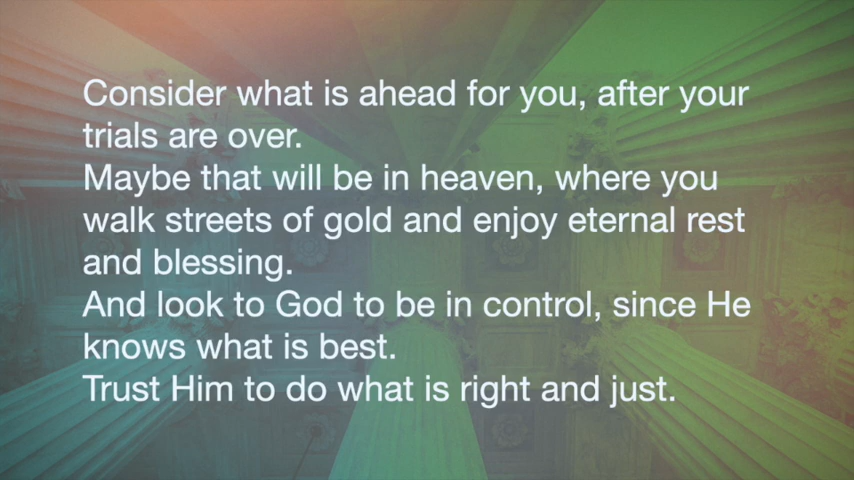 Consider what is ahead for you, after your
trials are over.
Maybe that will be in heaven, where you
walk streets of gold and enjoy eternal rest
and blessing.
And look to God to be in control, since He
knows what is best.
Trust Him to do what is right and just.